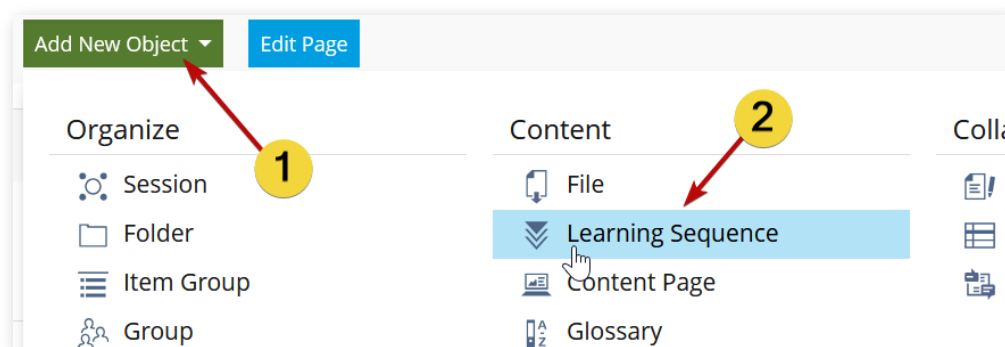 Add New Object
Edit Page
Organize
Content
1
2
Session
File
Folder
Learning Sequence
Item Group
Content Page
Group
Glossary